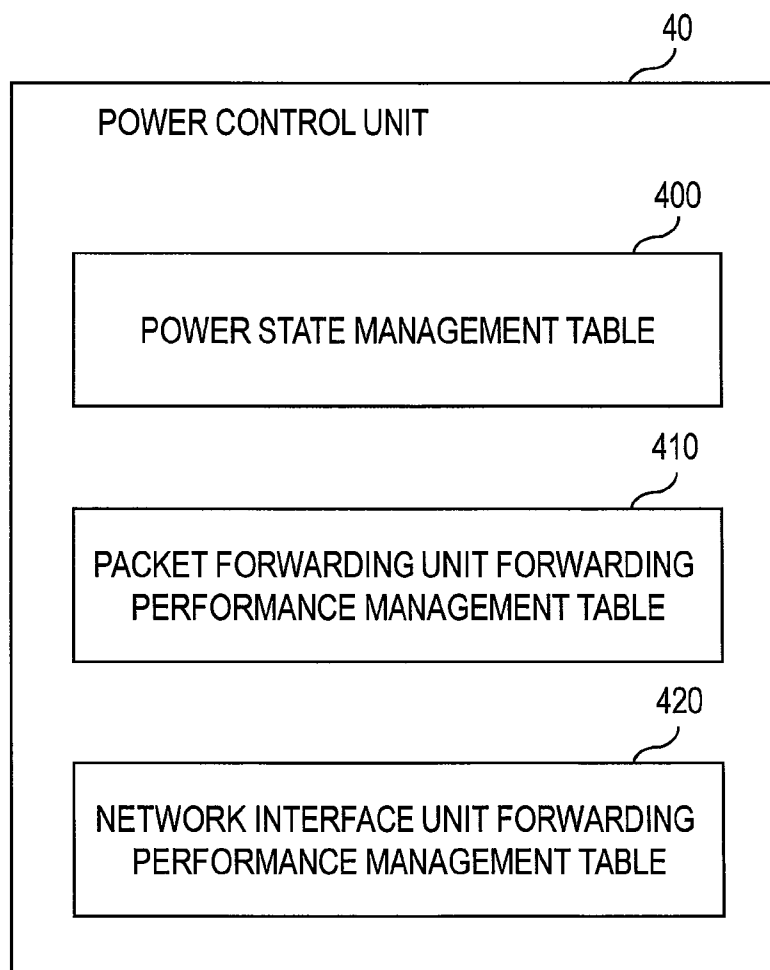 40
POWER CONTROL UNIT
400
POWER STATE MANAGEMENT TABLE
410
PACKET FORWARDING UNIT FORWARDING
PERFORMANCE MANAGEMENT TABLE
420
NETWORK INTERFACE UNIT FORWARDING
PERFORMANCE MANAGEMENT TABLE